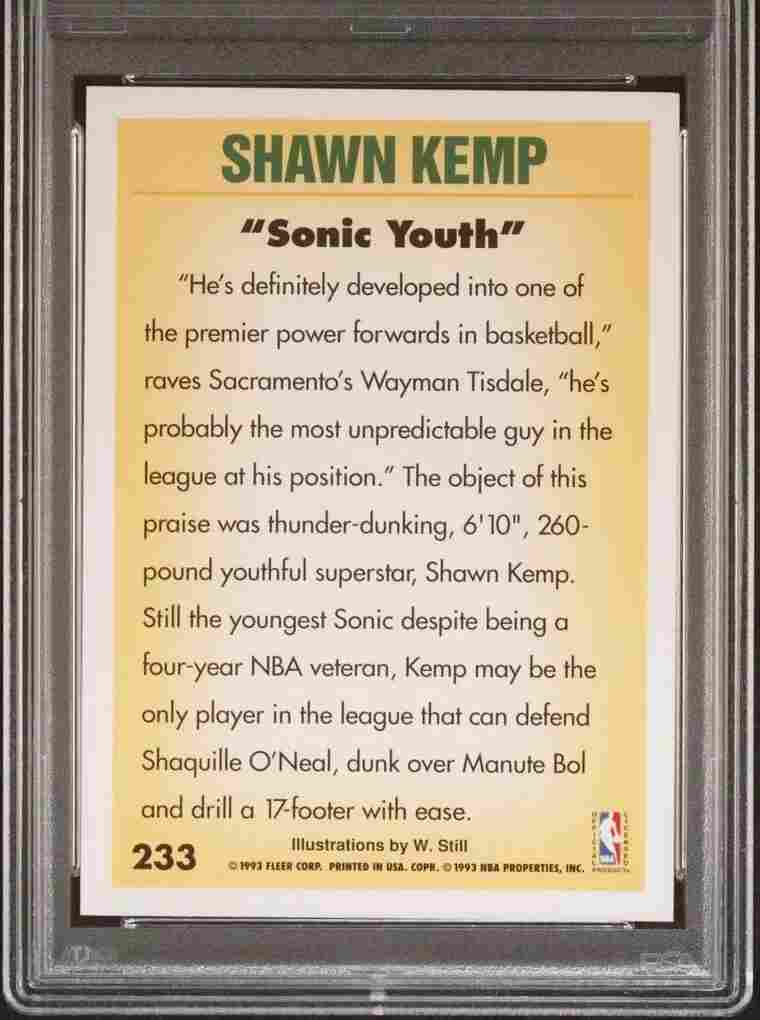 SHAWN KEMP
“Sonic Youth”
“He’s definitely developed into one of
the premier power forwards in basketball,”
raves Sacramento’s Wayman Tisdale, “he’s
probably the most unpredictable guy in the
league at his position.” The object of this
praise was thunder-dunking, 6'10", 260-
pound youthful superstar, Shawn Kemp.
Still the youngest Sonic despite being a
four-year NBA veteran, Kemp may be the
only player in the league that can defend
Shaquille O’Neal, dunk over Manute Bol
and drill a 17-footer with ease.
OFFICIAL LICENSED
NBA
PRODUCT
Illustrations by W. Still
233
© 1993 FLEER CORP. PRINTED IN USA. COPR. © 1993 NBA PROPERTIES, INC.
PSA